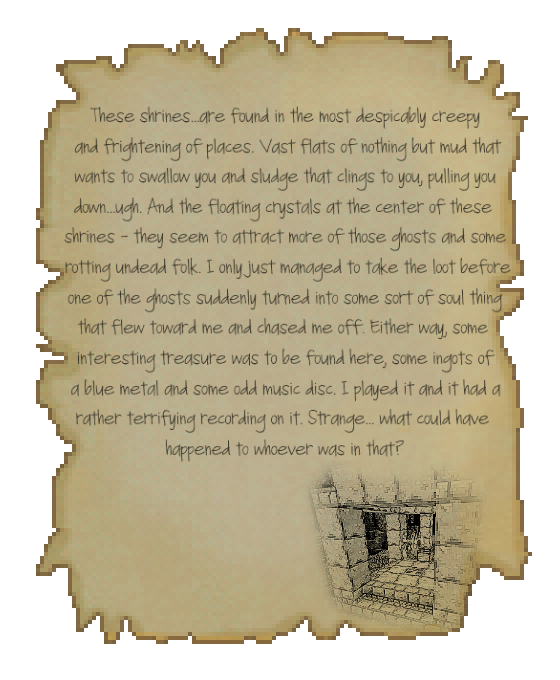 These shrines...are found in the most despicably creepy
and frightening of places. Vast flats of nothing but mud that
wants to swallow you and sludge that clings to you, pulling you
down...ugh. And the floating crystals at the center of these
shrines - they seem to attract more of those ghosts and some
rotting undead folk. I only just managed to take the loot before
one of the ghosts suddenly turned into some sort of soul thing
that flew toward me and chased me off. Either way, some
interesting treasure was to be found here, some ingots of
a blue metal and some odd music disc. I played it and it had a
rather terrifying recording on it. Strange... what could have
happened to whoever was in that?